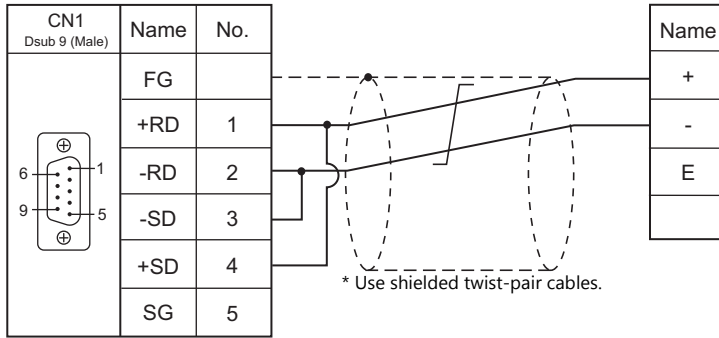 CN1
Dsub 9 (Male)
Name No.
FG
+RD 1
-RD 2
-SD 3
+SD 4
SG 5
6 1
9 5
Name
+
-
E
* Use shielded twist-pair cables.